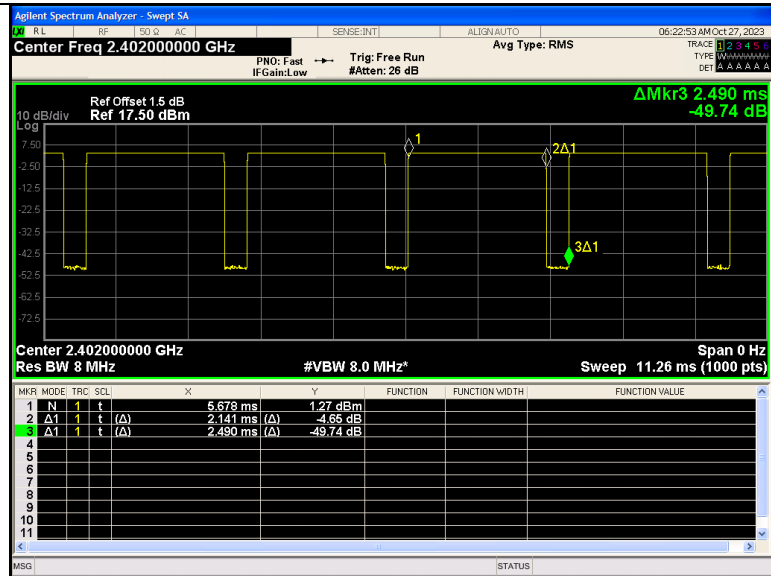 Agilent Spectrum Analyzer - Swept SA
LXI RL RF 50 Ω AC SENSE:INT ALIGN AUTO 06:22:53 AM Oct 27, 2023
Center Freq 2.402000000 GHz Avg Type: RMS TRACE 1 2 3 4 5 6
PNO: Fast Trig: Free Run TYPE
IFGain:Low #Atten: 26 dB DET A A A A A A
ΔMkr3 2.490 ms
Ref Offset 1.5 dB
10 dB/div Ref 17.50 dBm -49.74 dB
Log
1
7.50
2Δ1
-2.50
-12.5
-22.5
-32.5
3Δ1
-42.5
-52.5
-62.5
-72.5
Center 2.402000000 GHz Span 0 Hz
Res BW 8 MHz #VBW 8.0 MHz* Sweep 11.26 ms (1000 pts)
MKR MODE TRC SCL X Y FUNCTION FUNCTION WIDTH FUNCTION VALUE
1 N 1 t 5.678 ms 1.27 dBm
2 Δ1 1 t (Δ) 2.141 ms (Δ) -4.65 dB
3 Δ1 1 t (Δ) 2.490 ms (Δ) -49.74 dB
4
5
6
7
8
9
10
11
MSG STATUS